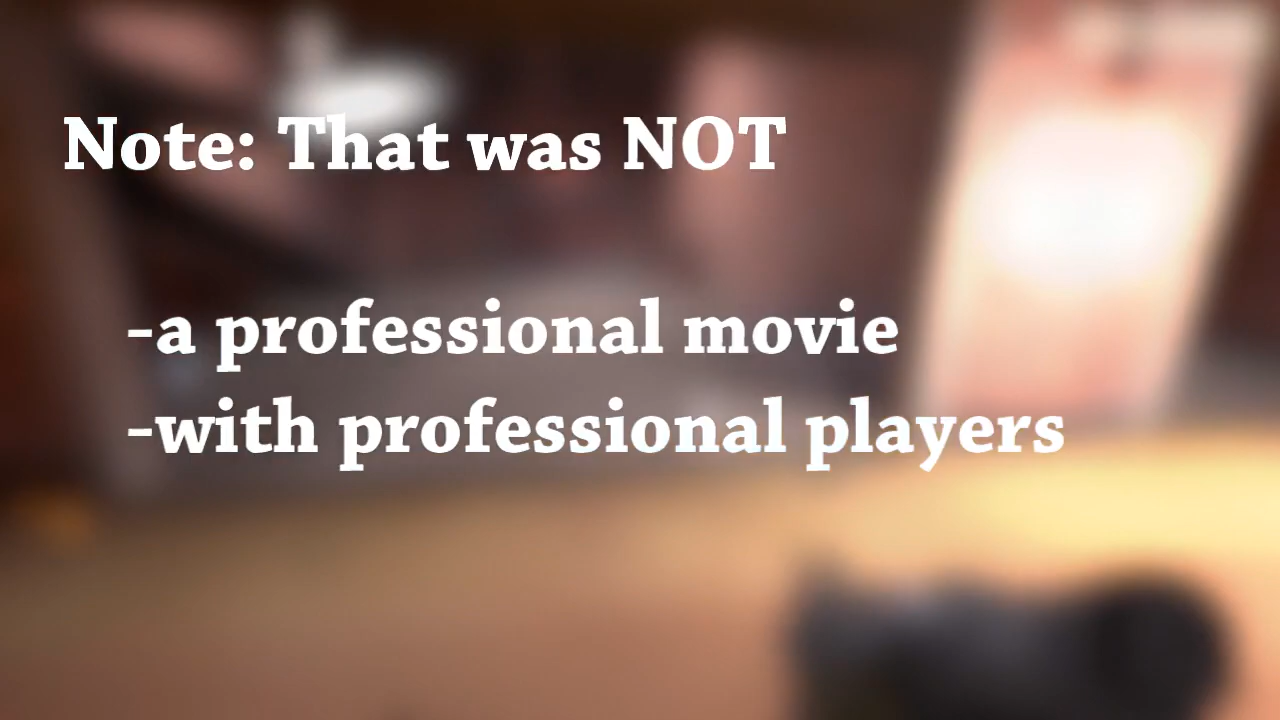 Note: That was NOT
-a professional movie
-with professional players